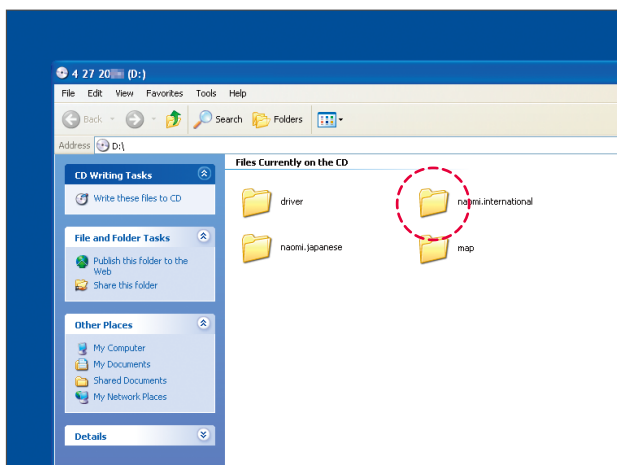 4 27 20 (D:)
File Edit View Favorites Tools Help
Back Search Folders
Address D:\
Files Currently on the CD
CD Writing Tasks
Write these files to CD
File and Folder Tasks
Publish this folder to the
Web
Share this folder
Other Places
My Computer
My Documents
Shared Documents
My Network Places
Details
driver
naomi.international
naomi.japanese
map